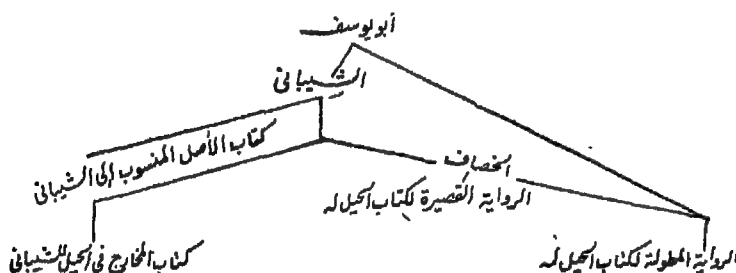 أبو يوسف
الشيباني
كتاب الأصل المنسوب إلى الشيباني
الخصاف
الرواية القصيرة لكتاب الحيل له
كتاب المخارج في الحيل للشيباني
الرواية المطولة لكتاب الحيل له